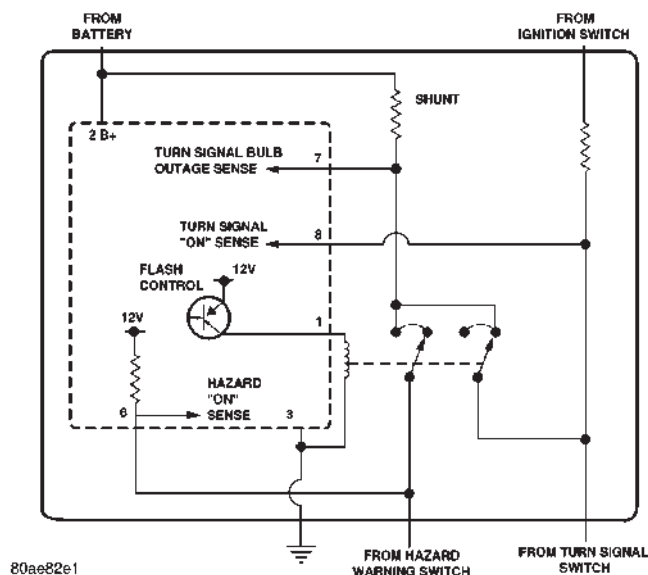 FROM
BATTERY
FROM
IGNITION SWITCH
SHUNT
2 B+
TURN SIGNAL BULB
OUTAGE SENSE
7
TURN SIGNAL
"ON" SENSE
8
FLASH
CONTROL
12V
12V
1
HAZARD
"ON"
SENSE
6
3
FROM HAZARD
WARNING SWITCH
FROM TURN SIGNAL
SWITCH
80ae82e1